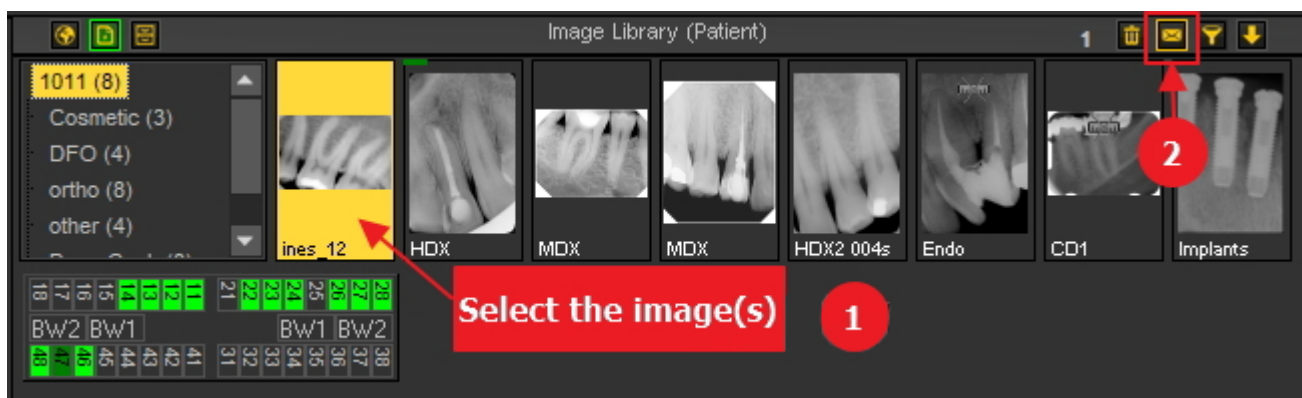 Image Library (Patient)
1
1011 (8)
Cosmetic (3)
DFO (4)
ortho (8)
other (4)
ines_12
HDX
MDX
MDX
HDX2 004s
Endo
CD1
Implants
2
Select the image(s)
1
18 17 16 15 14 13 12 11 21 22 23 24 25 26 27 28
BW2 BW1 BW1 BW2
48 47 46 45 44 43 42 41 31 32 33 34 35 36 37 38